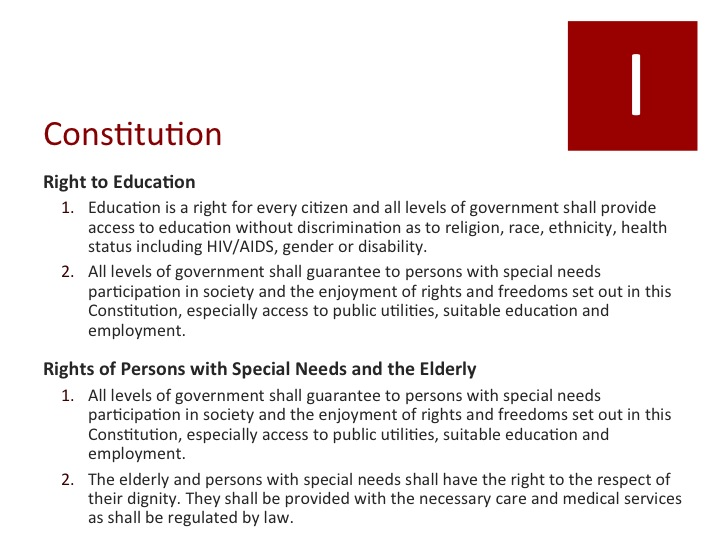 I
Constitution
Right to Education
1. Education is a right for every citizen and all levels of government shall provide
access to education without discrimination as to religion, race, ethnicity, health
status including HIV/AIDS, gender or disability.
2. All levels of government shall guarantee to persons with special needs
participation in society and the enjoyment of rights and freedoms set out in this
Constitution, especially access to public utilities, suitable education and
employment.
Rights of Persons with Special Needs and the Elderly
1. All levels of government shall guarantee to persons with special needs
participation in society and the enjoyment of rights and freedoms set out in this
Constitution, especially access to public utilities, suitable education and
employment.
2. The elderly and persons with special needs shall have the right to the respect of
their dignity. They shall be provided with the necessary care and medical services
as shall be regulated by law.